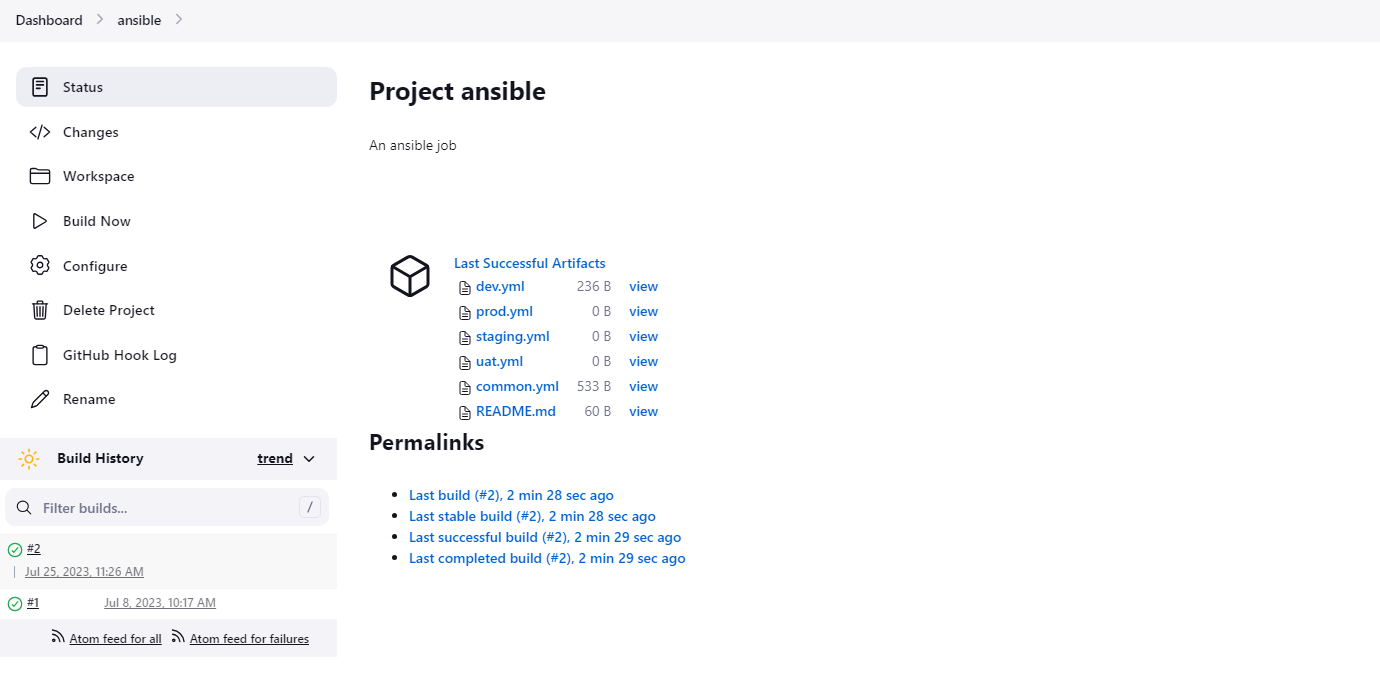 Dashboard ansible
Status
Changes
Workspace
Build Now
Configure
Delete Project
GitHub Hook Log
Rename
Build History trend
Filter builds... /
#2
Jul 25, 2023, 11:26 AM
#1 Jul 8, 2023, 10:17 AM
Atom feed for all Atom feed for failures
Project ansible
An ansible job
Last Successful Artifacts
dev.yml 236 B view
prod.yml 0 B view
staging.yml 0 B view
uat.yml 0 B view
common.yml 533 B view
README.md 60 B view
Permalinks
Last build (#2), 2 min 28 sec ago
Last stable build (#2), 2 min 28 sec ago
Last successful build (#2), 2 min 29 sec ago
Last completed build (#2), 2 min 29 sec ago